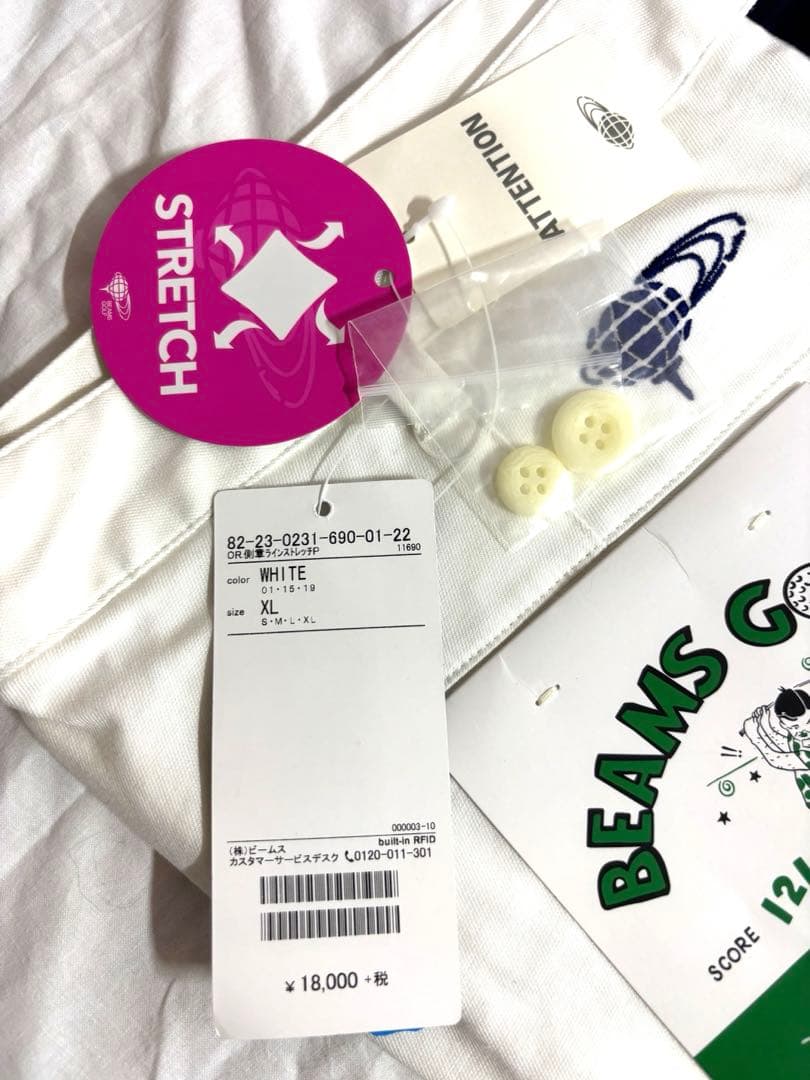 ATTENTION
STRETCH
BEAMS
GOLF
82-23-0231-690-01-22
OR 側章ラインストレッチP
11690
color WHITE
01・15・19
size XL
S・M・L・XL
000003-10
built-in RFID
(株)ビームス
カスタマーサービスデスク 0120-011-301
¥ 18,000 +税
BEAMS GO
!!
SCORE 121